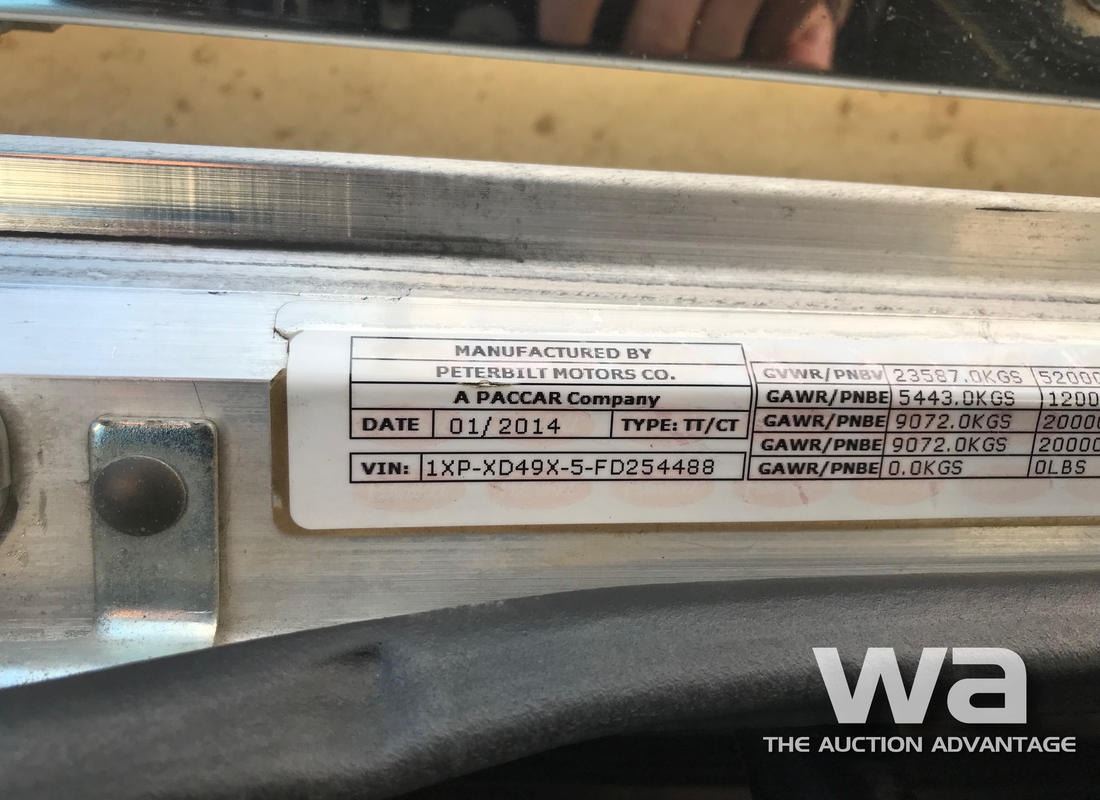 MANUFACTURED BY
PETERBILT MOTORS CO.
A PACCAR Company
DATE 01/2014 TYPE: TT/CT
VIN: 1XP-XD49X-5-FD254488
GVWR/PNBV 23587.0KGS 52000
GAWR/PNBE 5443.0KGS 1200
GAWR/PNBE 9072.0KGS 20000
GAWR/PNBE 9072.0KGS 20000
GAWR/PNBE 0.0KGS 0LBS
wa
THE AUCTION ADVANTAGE